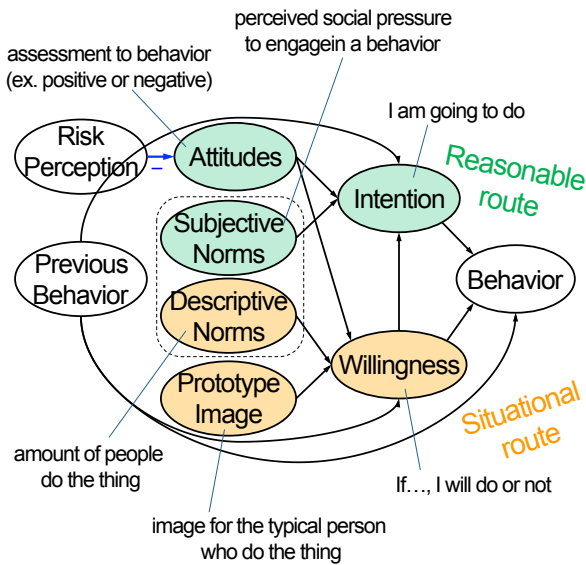 perceived social pressure
to engagein a behavior
assessment to behavior
(ex. positive or negative)
I am going to do
Risk
Perception
–
Attitudes
Reasonable
route
Intention
Subjective
Norms
Previous
Behavior
Behavior
Descriptive
Norms
Willingness
Prototype
Image
Situational
route
amount of people
do the thing
If…, I will do or not
image for the typical person
who do the thing